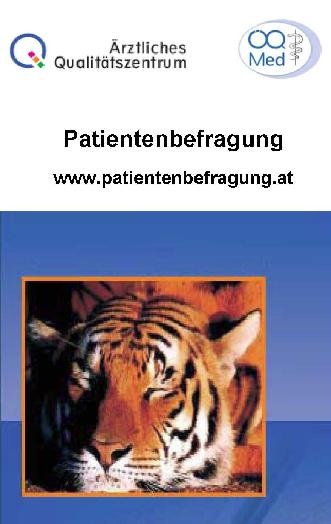 Ärztliches
Qualitätszentrum
ÖQ
Med
Patientenbefragung
www.patientenbefragung.at